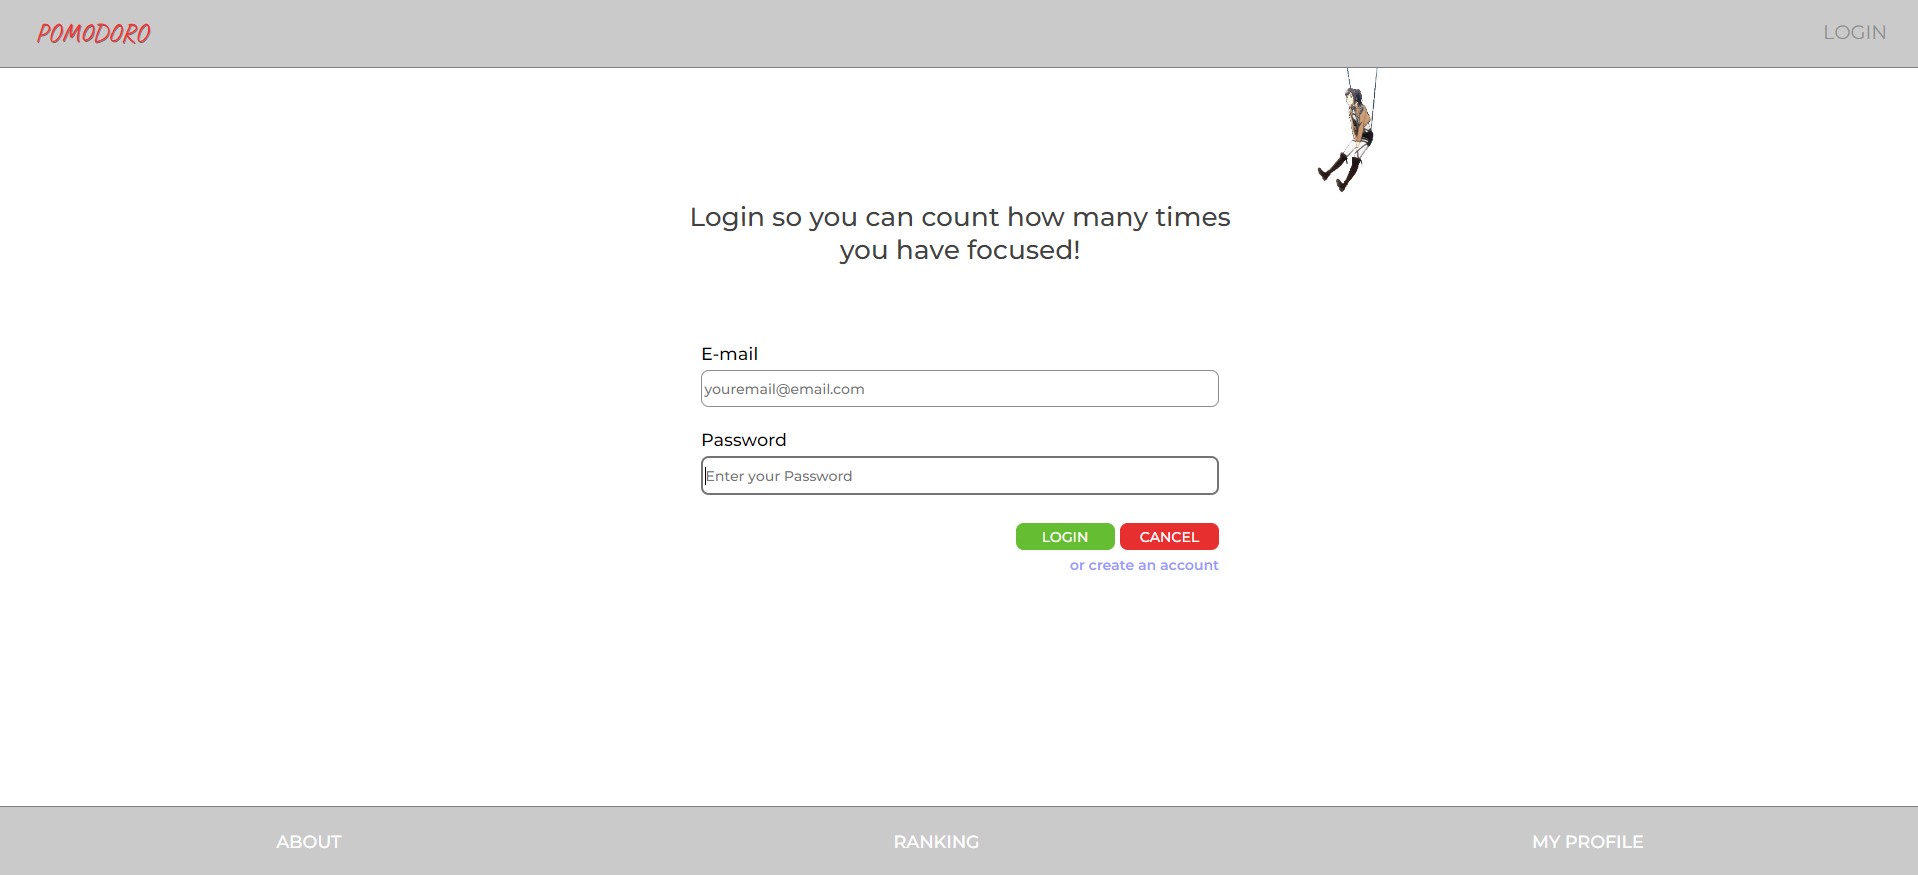 POMODORO
LOGIN
Login so you can count how many times
you have focused!
E-mail
youremail@email.com
Password
Enter your Password
LOGIN
CANCEL
or create an account
ABOUT
RANKING
MY PROFILE